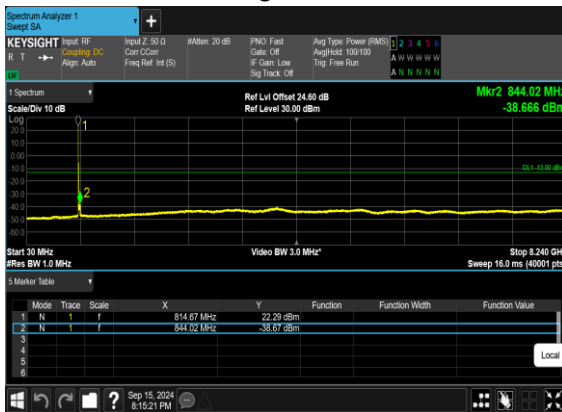 Spectrum Analyzer 1
Swept SA
KEYSIGHT Input: RF Input Z: 50 Ω #Atten: 20 dB PNO: Fast Avg Type: Power (RMS) 1 2 3 4 5 6
R T Coupling: DC Corr CCorr Gate: Off Avg|Hold: 100/100 A W W W W W
Align: Auto Freq Ref: Int (S) IF Gain: Low Trig: Free Run
LXI Sig Track: Off A N N N N N
1 Spectrum Ref Lvl Offset 24.60 dB Mkr2 844.02 MHz
Scale/Div 10 dB Ref Level 30.00 dBm -38.666 dBm
Log
20.0
10.0
0.00
-10.0
DL1 -13.00 dBm
-20.0
-30.0
-40.0
-50.0
-60.0
1
2
Start 30 MHz Video BW 3.0 MHz* Stop 8.240 GHz
#Res BW 1.0 MHz Sweep 16.0 ms (40001 pts)
5 Marker Table
Mode Trace Scale X Y Function Function Width Function Value
1 N 1 f 814.67 MHz 22.29 dBm
2 N 1 f 844.02 MHz -38.67 dBm
3
4
5
6
Local
? Sep 15, 2024
8:15:21 PM